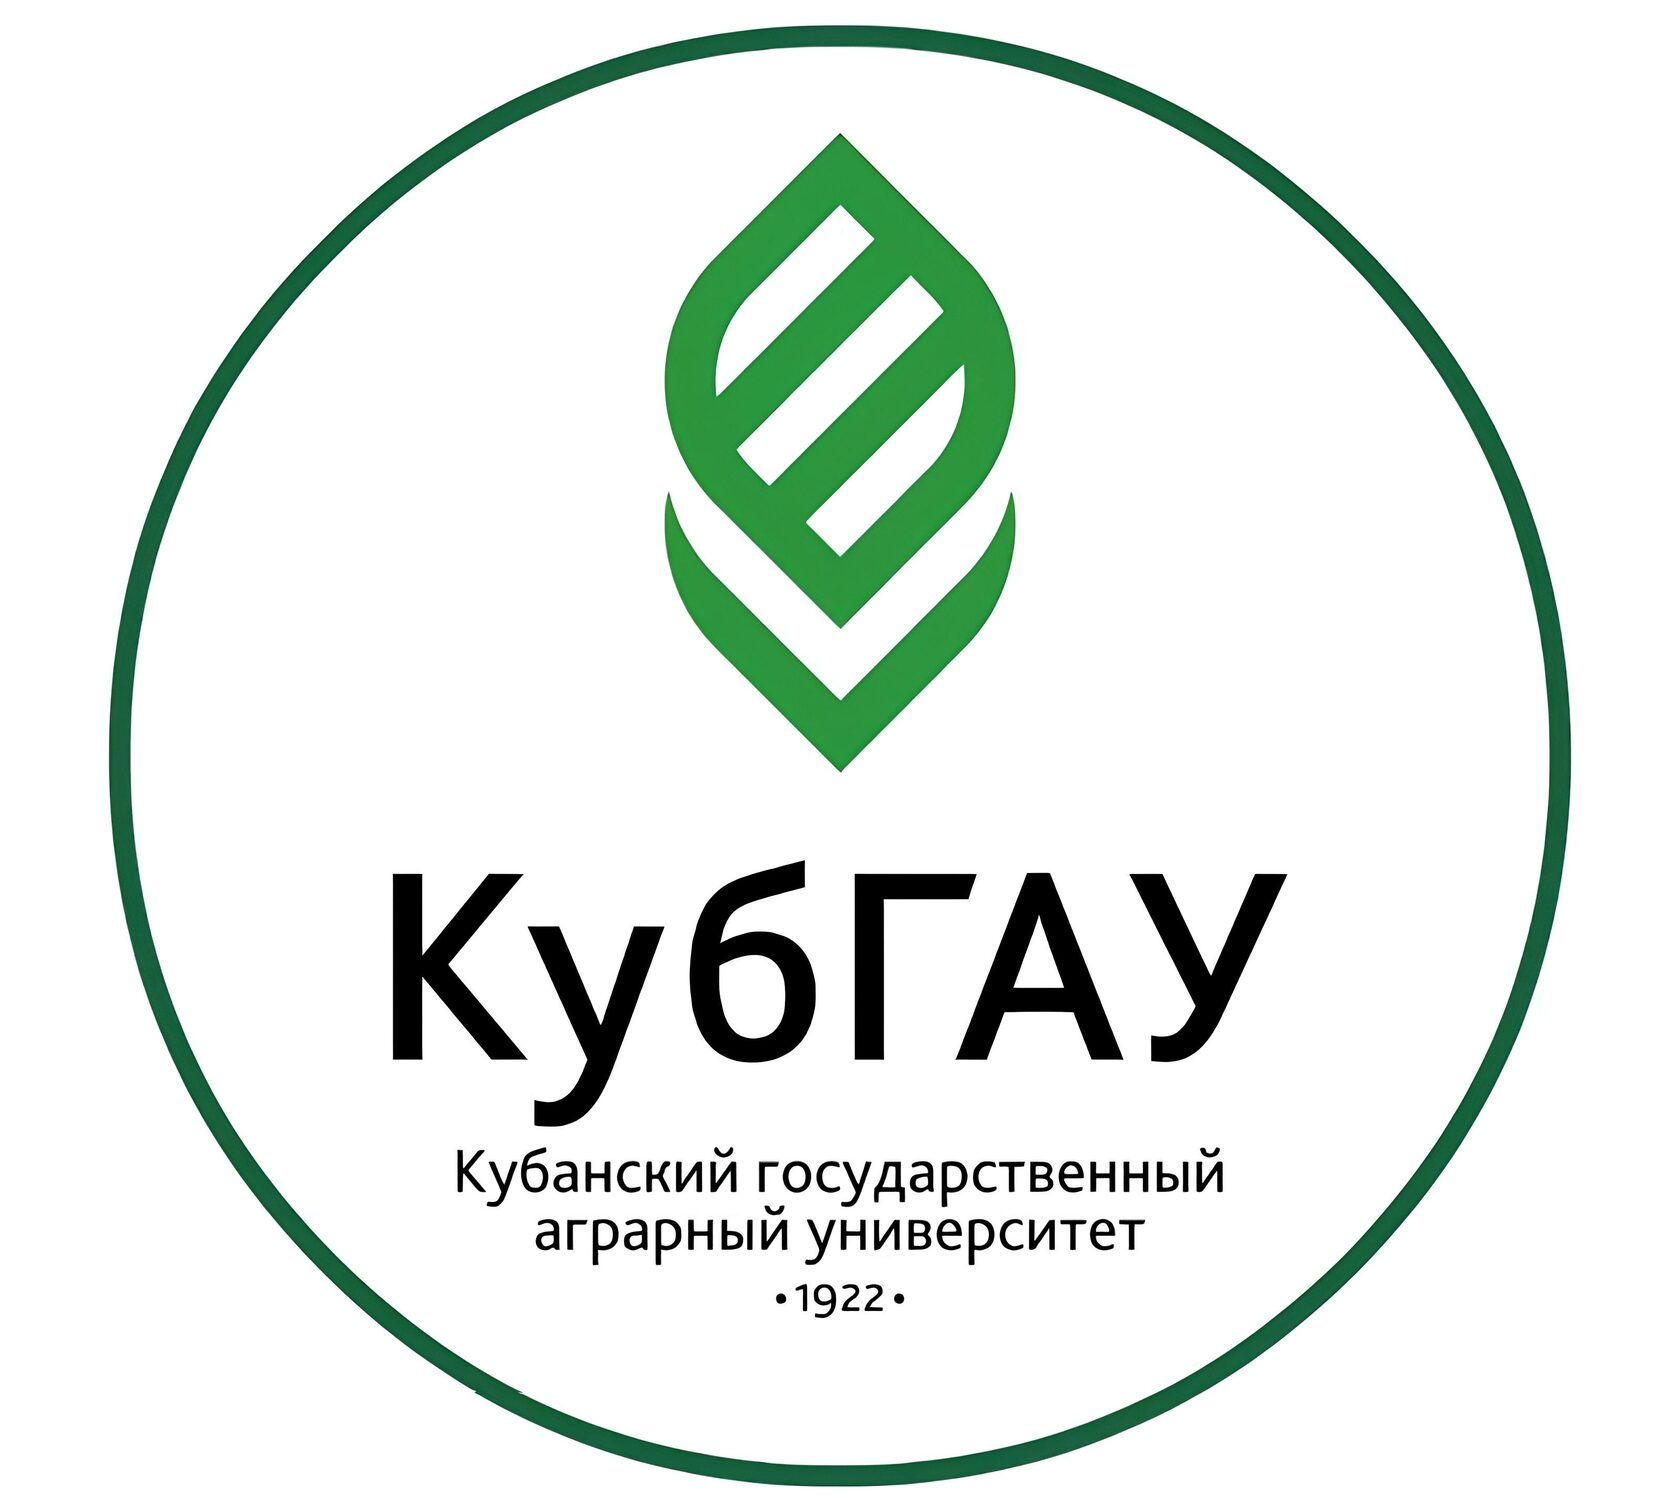 КубГАУ
Кубанский государственный
аграрный университет
•1922•